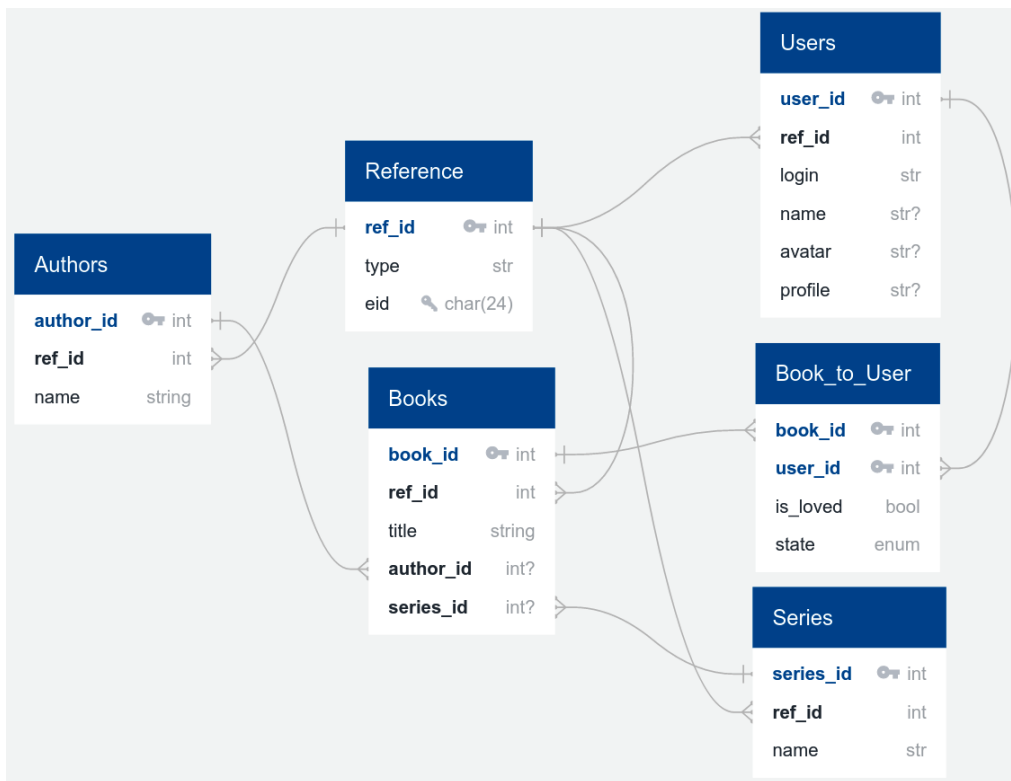 Authors
author_id int
ref_id int
name string
Reference
ref_id int
type str
eid char(24)
Books
book_id int
ref_id int
title string
author_id int?
series_id int?
Users
user_id int
ref_id int
login str
name str?
avatar str?
profile str?
Book_to_User
book_id int
user_id int
is_loved bool
state enum
Series
series_id int
ref_id int
name str